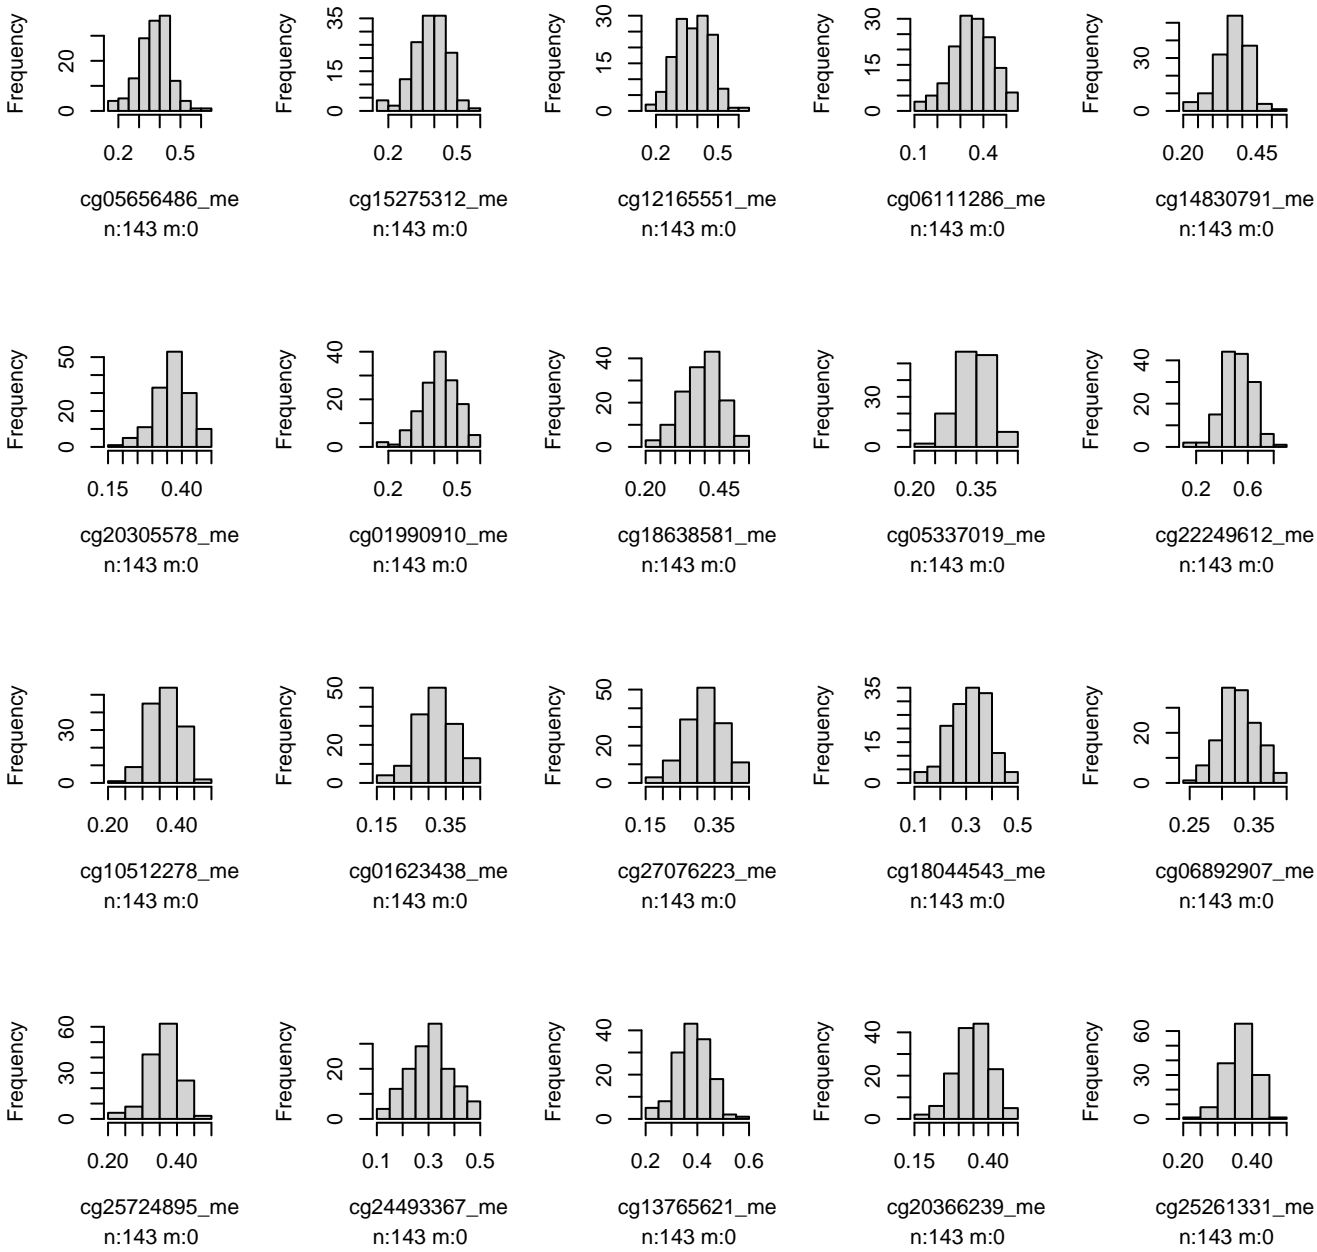 Frequency Frequency Frequency Frequency Frequency
0 20 0 15 35 0 15 30 0 15 30 0 30
0.2 0.5 0.2 0.5 0.2 0.5 0.1 0.4 0.20 0.45
cg05656486_me cg15275312_me cg12165551_me cg06111286_me cg14830791_me
n:143 m:0 n:143 m:0 n:143 m:0 n:143 m:0 n:143 m:0
Frequency Frequency Frequency Frequency Frequency
0 20 50 0 20 40 0 20 40 0 30 0 20 40
0.15 0.40 0.2 0.5 0.20 0.45 0.20 0.35 0.2 0.6
cg20305578_me cg01990910_me cg18638581_me cg05337019_me cg22249612_me
n:143 m:0 n:143 m:0 n:143 m:0 n:143 m:0 n:143 m:0
Frequency Frequency Frequency Frequency Frequency
0 30 0 20 50 0 20 50 0 15 35 0 20
0.20 0.40 0.15 0.35 0.15 0.35 0.1 0.3 0.5 0.25 0.35
cg10512278_me cg01623438_me cg27076223_me cg18044543_me cg06892907_me
n:143 m:0 n:143 m:0 n:143 m:0 n:143 m:0 n:143 m:0
Frequency Frequency Frequency Frequency Frequency
0 30 60 0 20 0 20 40 0 20 40 0 30 60
0.20 0.40 0.1 0.3 0.5 0.2 0.4 0.6 0.15 0.40 0.20 0.40
cg25724895_me cg24493367_me cg13765621_me cg20366239_me cg25261331_me
n:143 m:0 n:143 m:0 n:143 m:0 n:143 m:0 n:143 m:0